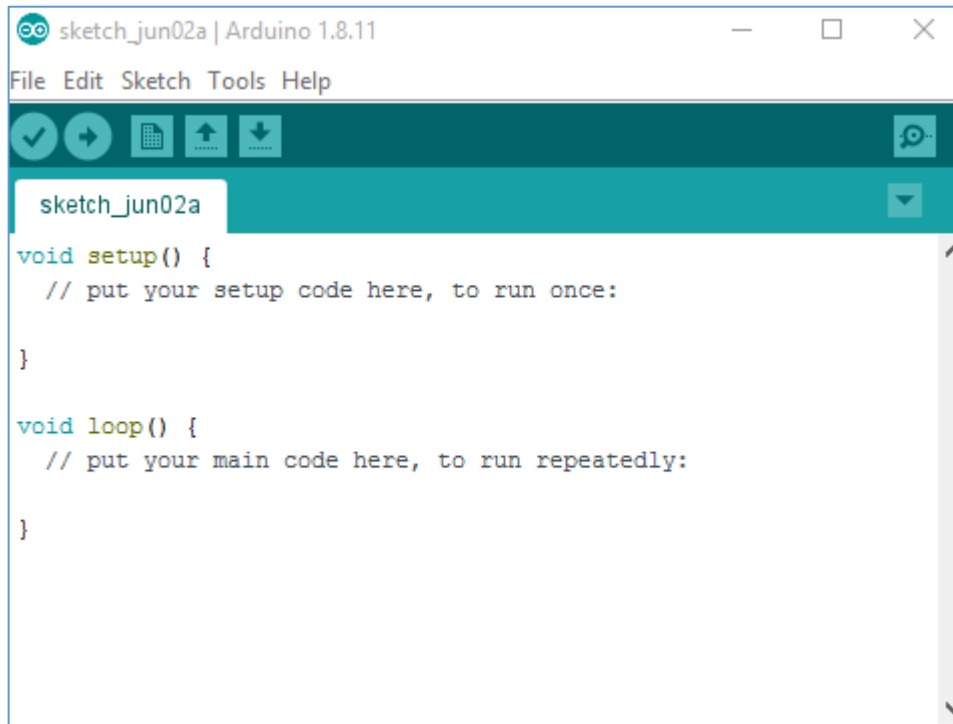 sketch_jun02a | Arduino 1.8.11
File Edit Sketch Tools Help
sketch_jun02a
void setup() {
  // put your setup code here, to run once:
}
void loop() {
  // put your main code here, to run repeatedly:
}